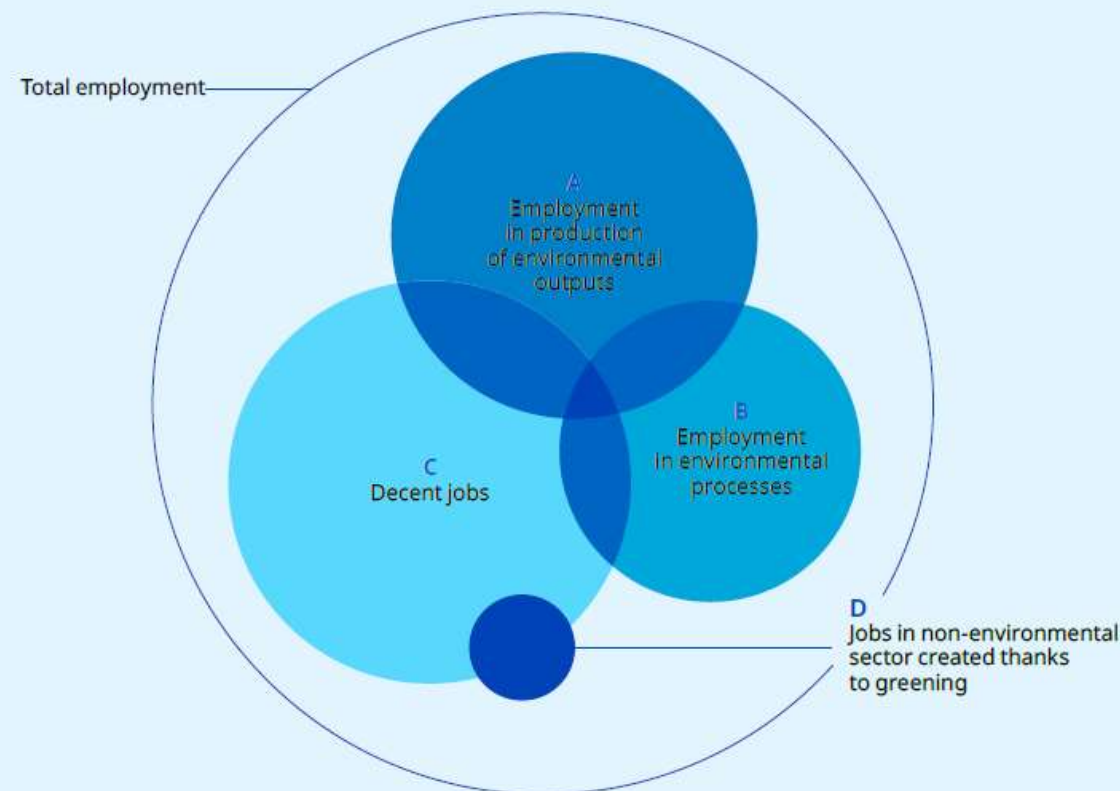 Total employment
A
Employment
in production
of environmental
outputs
B
Employment
in environmental
processes
C
Decent jobs
D
Jobs in non-environmental
sector created thanks
to greening